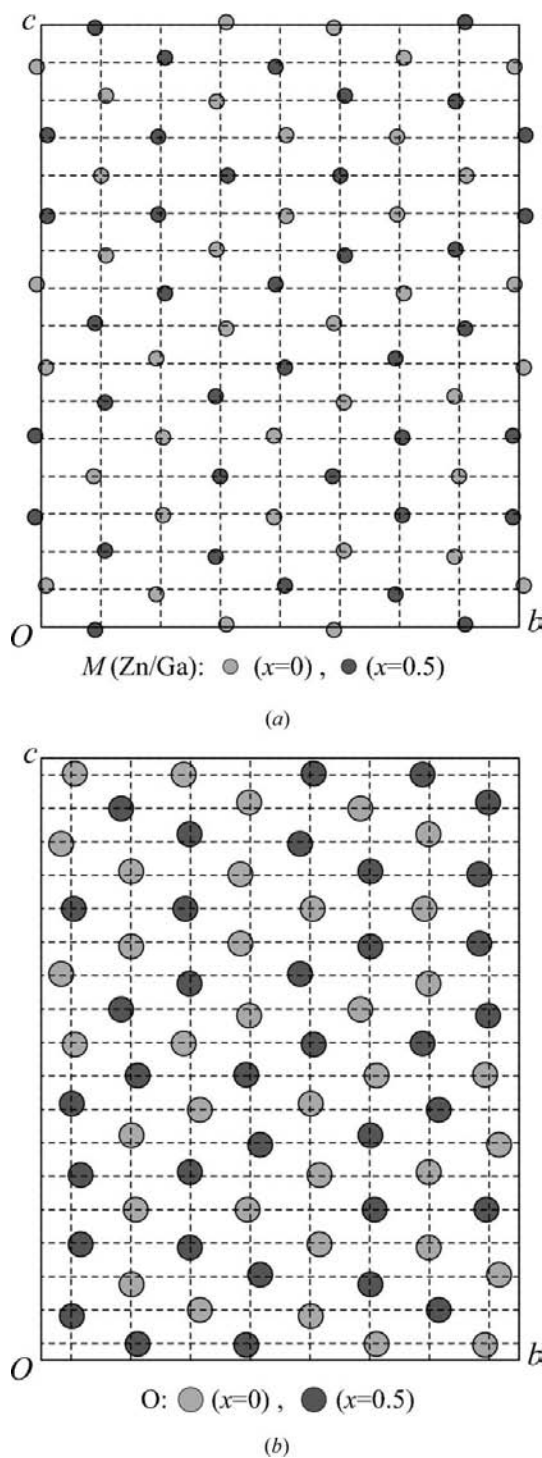 c
O
b
M (Zn/Ga): (x=0) , (x=0.5)
(a)
c
O
b
O: (x=0) , (x=0.5)
(b)